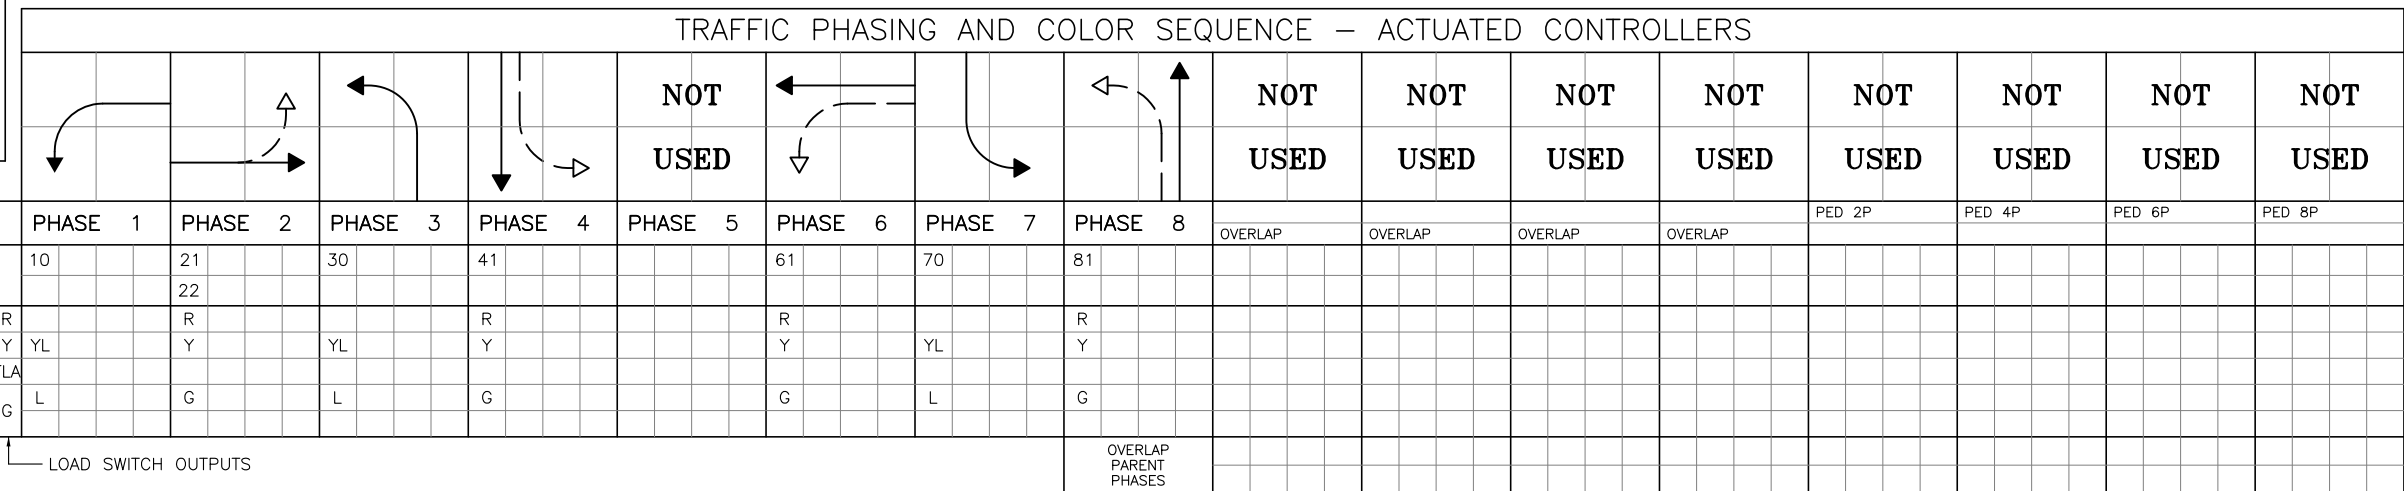 TRAFFIC PHASING AND COLOR SEQUENCE – ACTUATED CONTROLLERS
NOT NOT NOT NOT NOT NOT NOT NOT NOT
USED USED USED USED USED USED USED USED USED
PHASE 1 PHASE 2 PHASE 3 PHASE 4 PHASE 5 PHASE 6 PHASE 7 PHASE 8
PED 2P PED 4P PED 6P PED 8P
OVERLAP OVERLAP OVERLAP OVERLAP
10 21 30 41 61 70 81
22
R R R R R
Y YL Y YL Y Y YL Y
LA
G L G L G G L G
LOAD SWITCH OUTPUTS
OVERLAP
PARENT
PHASES